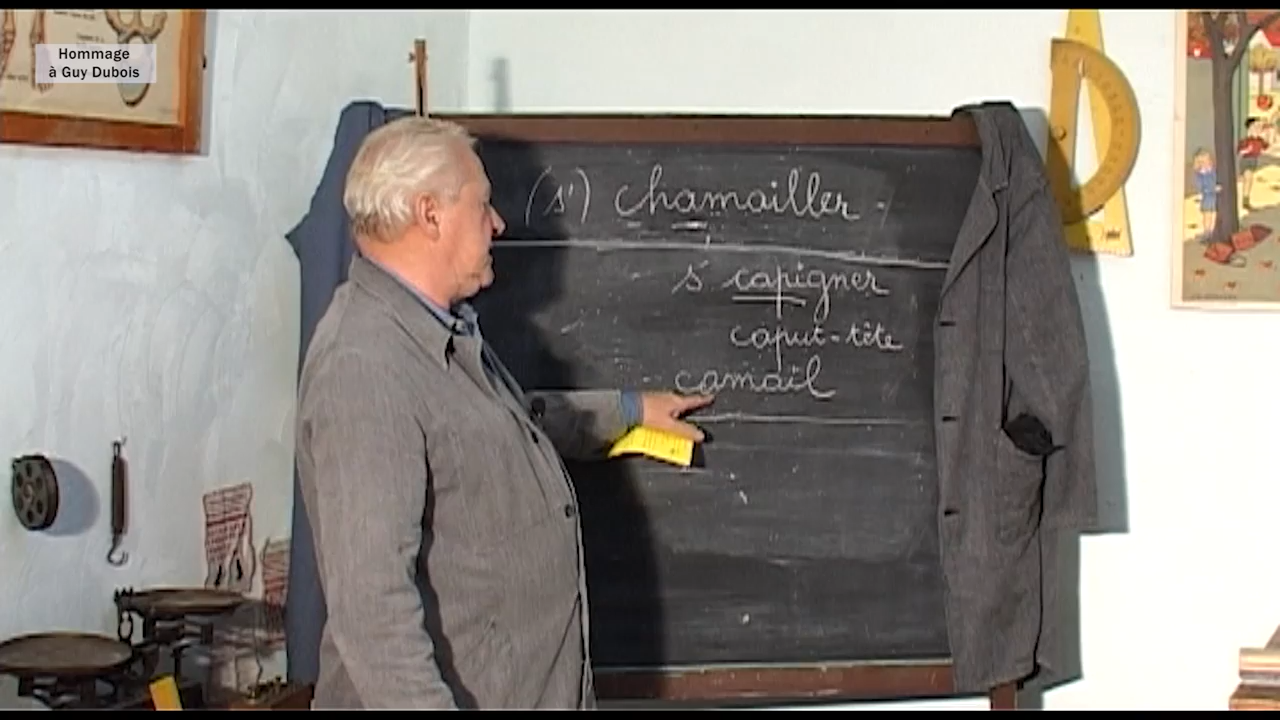 Hommage
à Guy Dubois
(s') chamailler.
s' capigner
caput-tête
camail